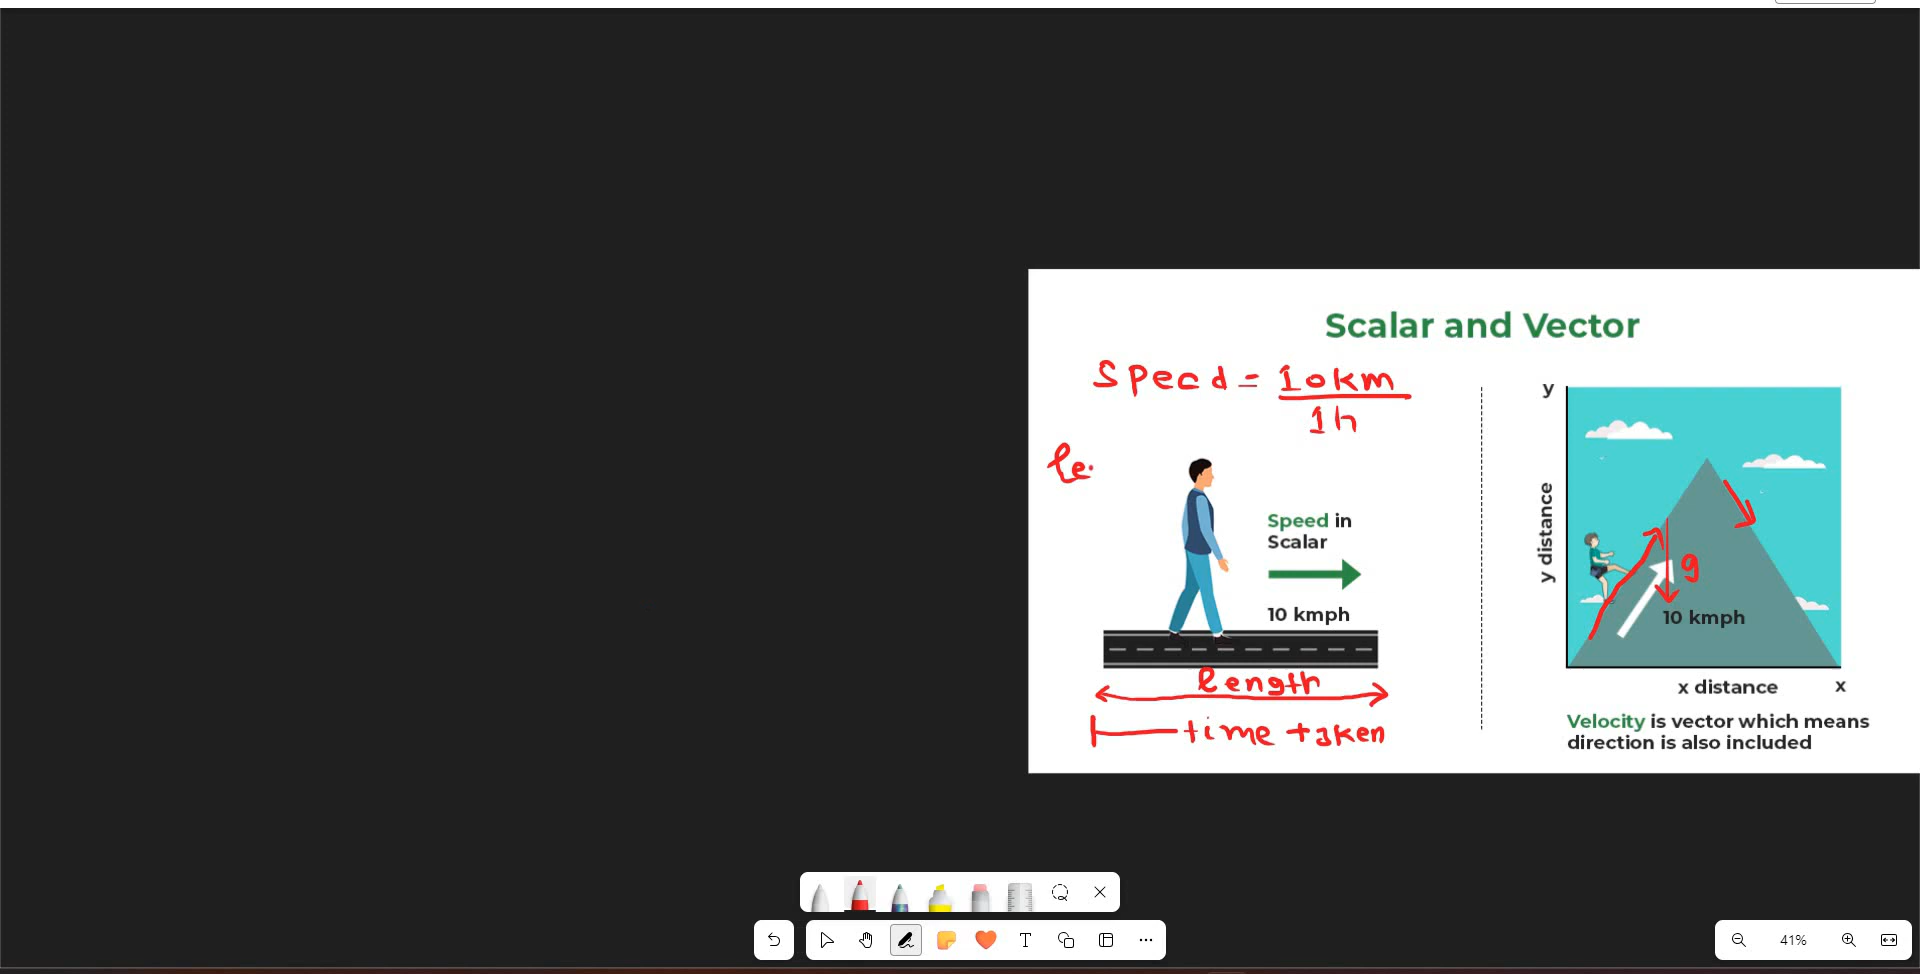 Scalar and Vector
Speed = 10km
1h
le
Speed in
Scalar
10 kmph
length
time taken
y
y distance
g
10 kmph
x distance
x
Velocity is vector which means
direction is also included
T
41%